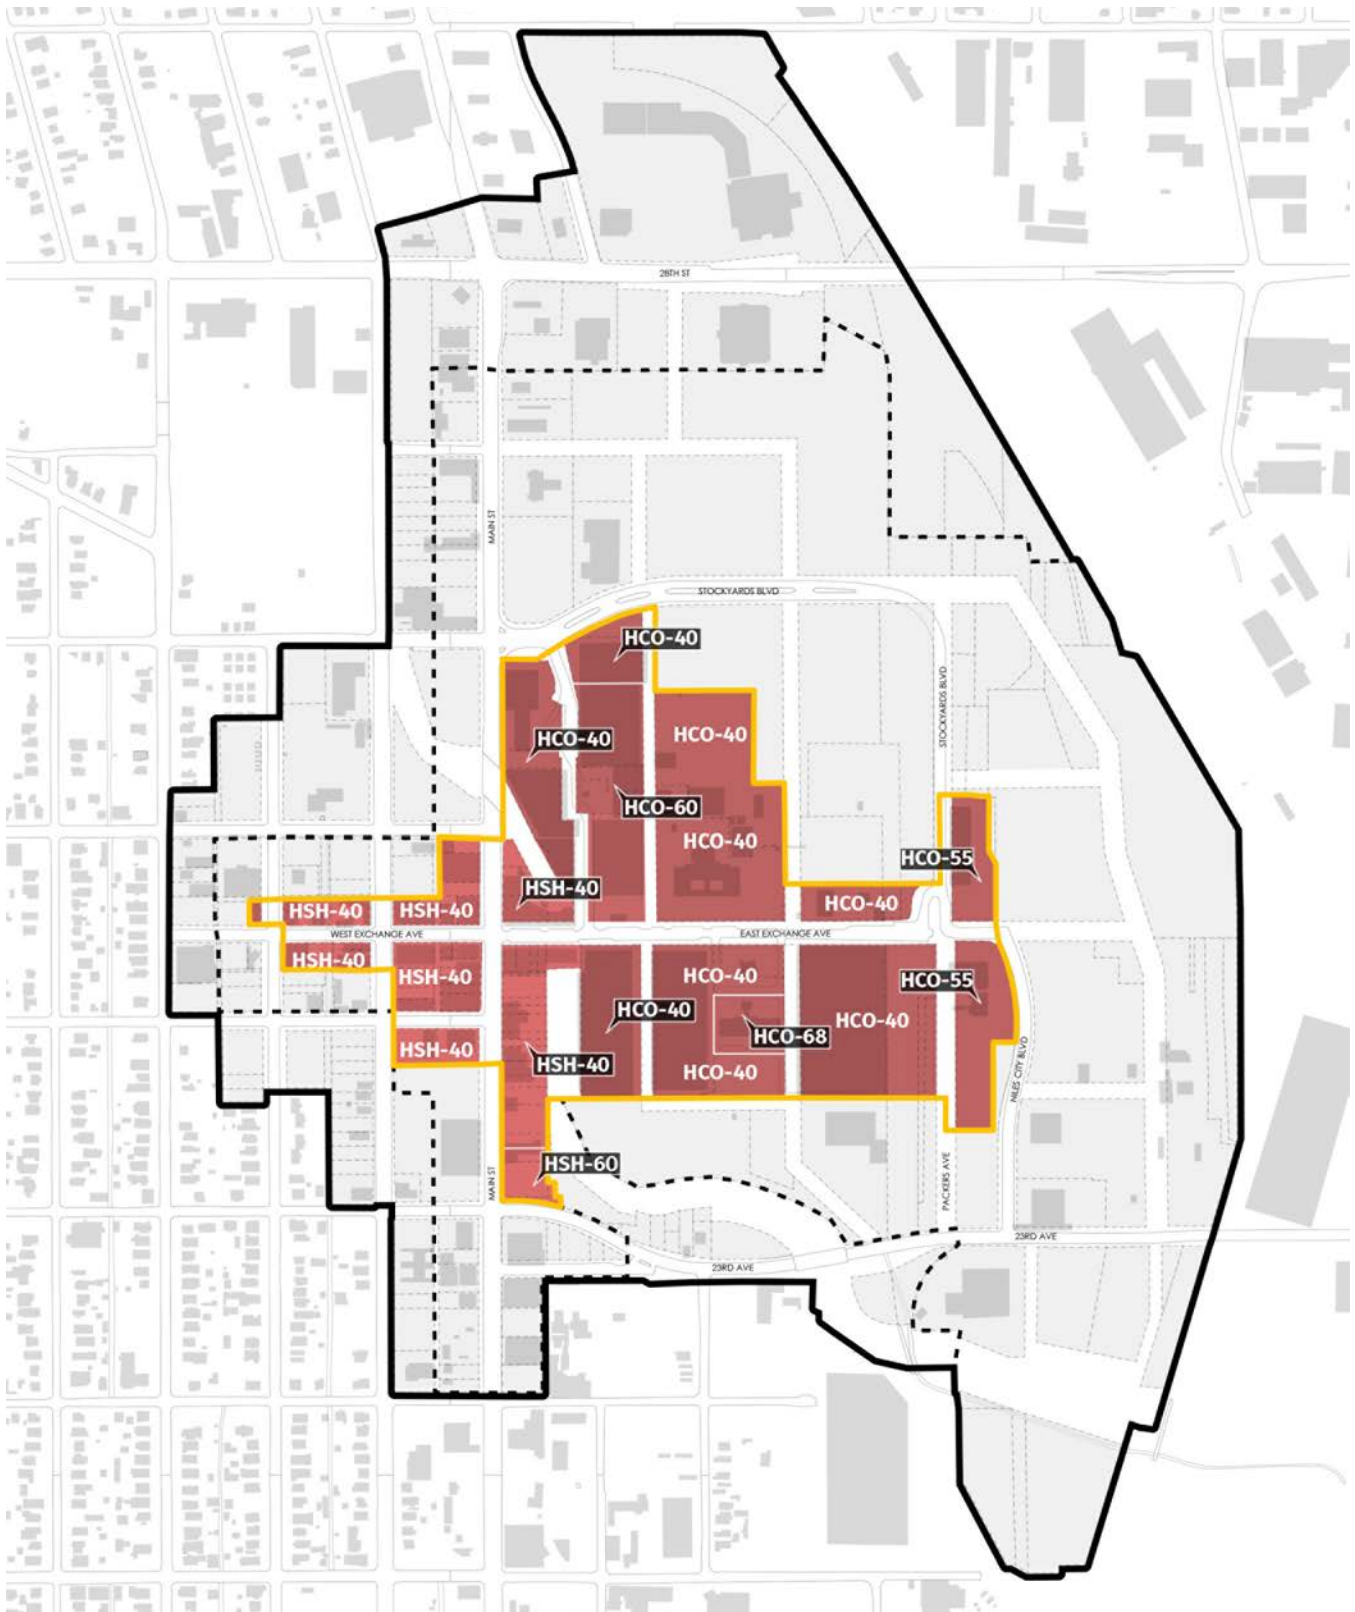 28TH ST
MAIN ST
STOCKYARDS BLVD
HCO-40
STOCKYARDS BLVD
HCO-40
HCO-40
HCO-60
HCO-40
HCO-55
HSH-40
HCO-40
HSH-40
HSH-40
WEST EXCHANGE AVE
EAST EXCHANGE AVE
HSH-40
HSH-40
HCO-40
HCO-55
HCO-40
HCO-40
HCO-68
HSH-40
HSH-40
HCO-40
NILES CITY BLVD
HSH-60
MAIN ST
PACKERS AVE
23RD AVE
23RD AVE